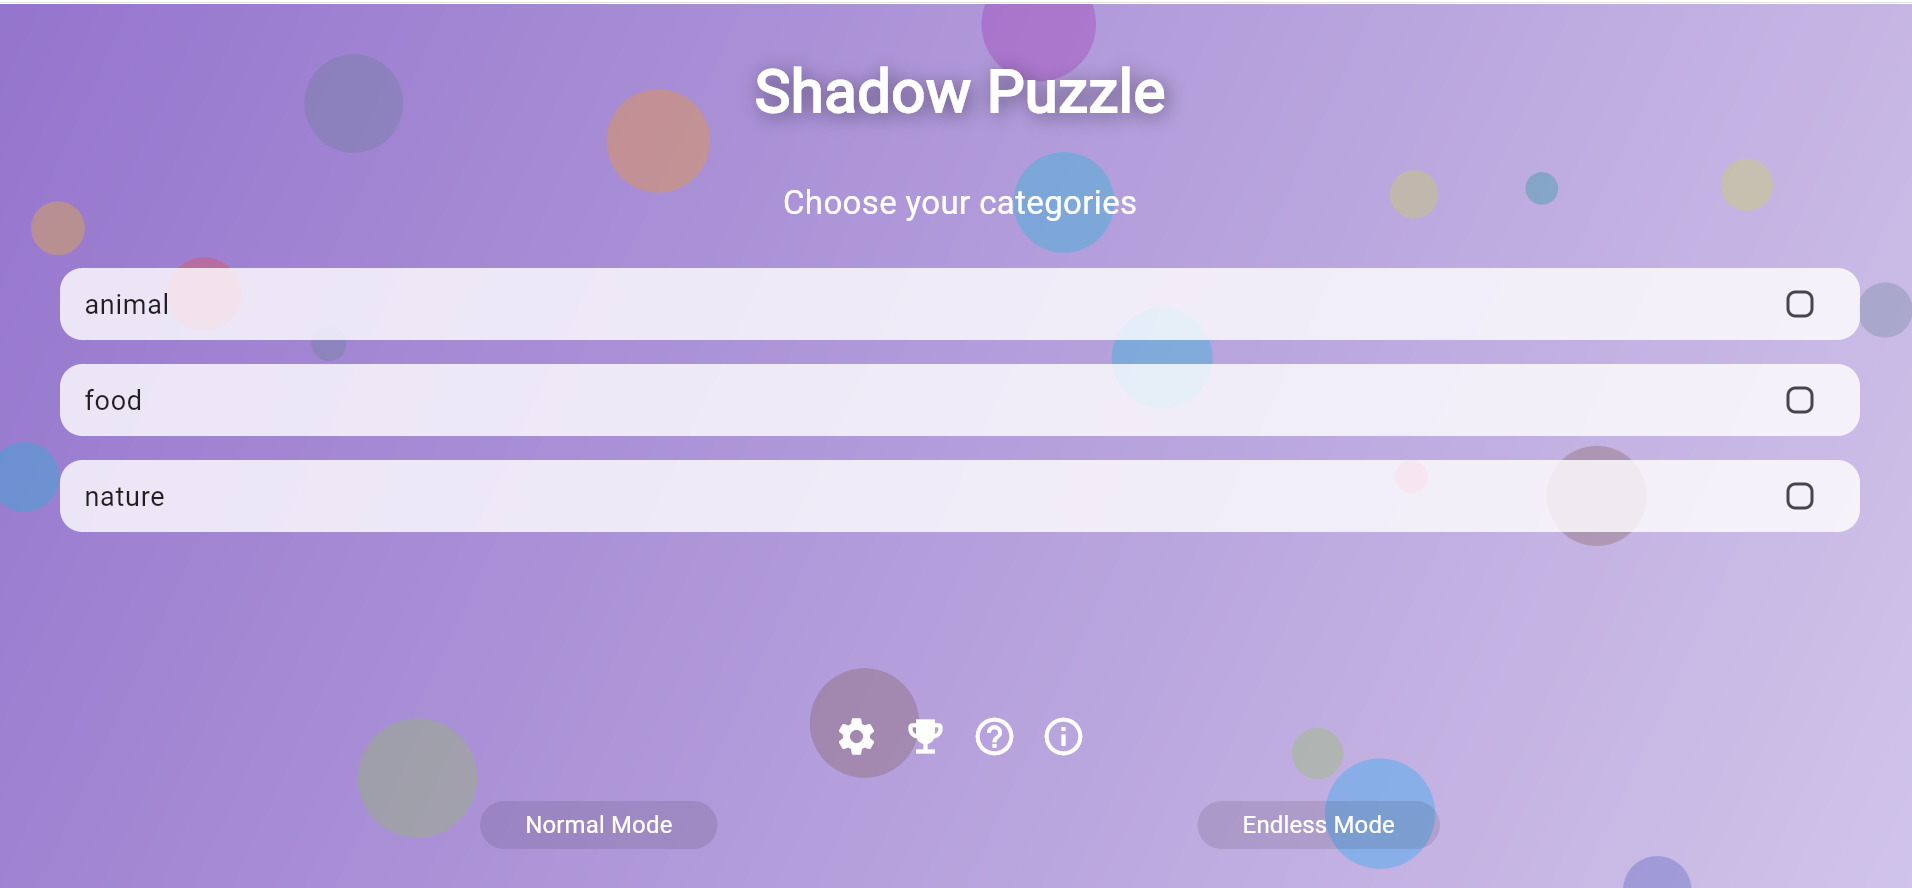 Shadow Puzzle
Choose your categories
animal
food
nature
Normal Mode
Endless Mode